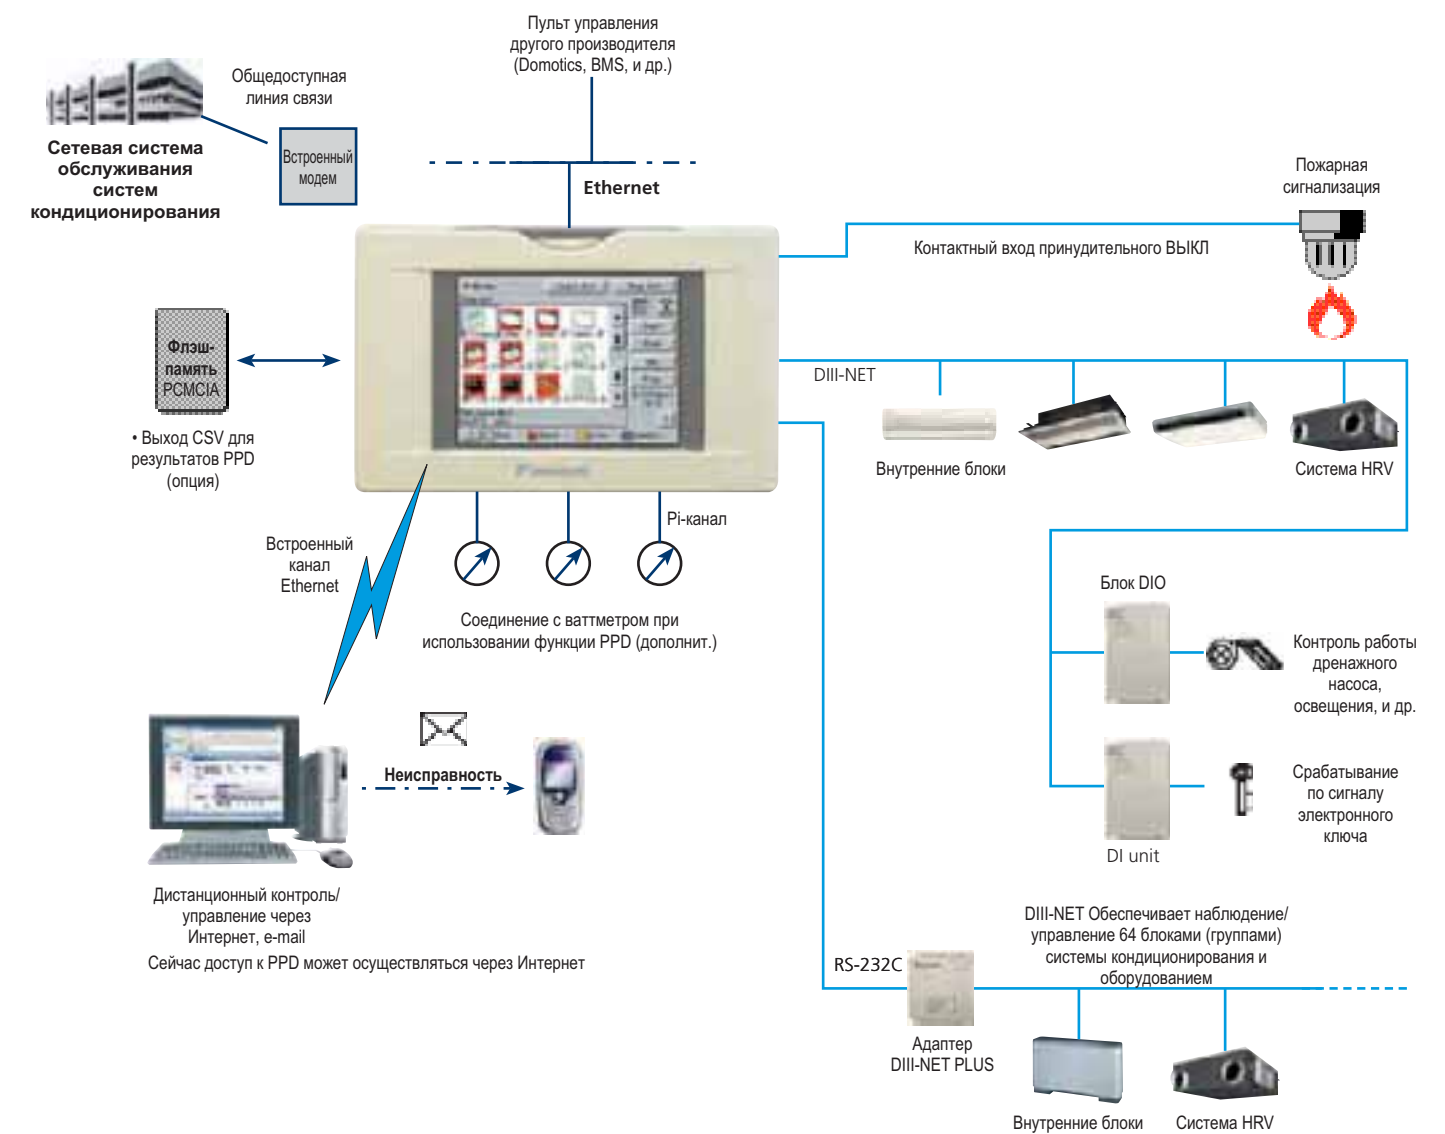 Пульт управления
другого производителя
(Domotics, BMS, и др.)
Общедоступная
линия связи
Сетевая система
обслуживания
систем
кондиционирования
Встроенный
модем
Ethernet
Пожарная
сигнализация
Контактный вход принудительного ВЫКЛ
Флэш-
память
PCMCIA
• Выход CSV для
результатов PPD
(опция)
DIII-NET
Внутренние блоки
Система HRV
Pi-канал
Встроенный
канал
Ethernet
Соединение с ваттметром при
использовании функции PPD (дополнит.)
Блок DIO
Контроль работы
дренажного
насоса,
освещения, и др.
Неисправность
Срабатывание
по сигналу
электронного
ключа
DI unit
Дистанционный контроль/
управление через
Интернет, e-mail
Сейчас доступ к PPD может осуществляться через Интернет
DIII-NET Обеспечивает наблюдение/
управление 64 блоками (группами)
системы кондиционирования и
оборудованием
RS-232C
Адаптер
DIII-NET PLUS
Внутренние блоки
Система HRV